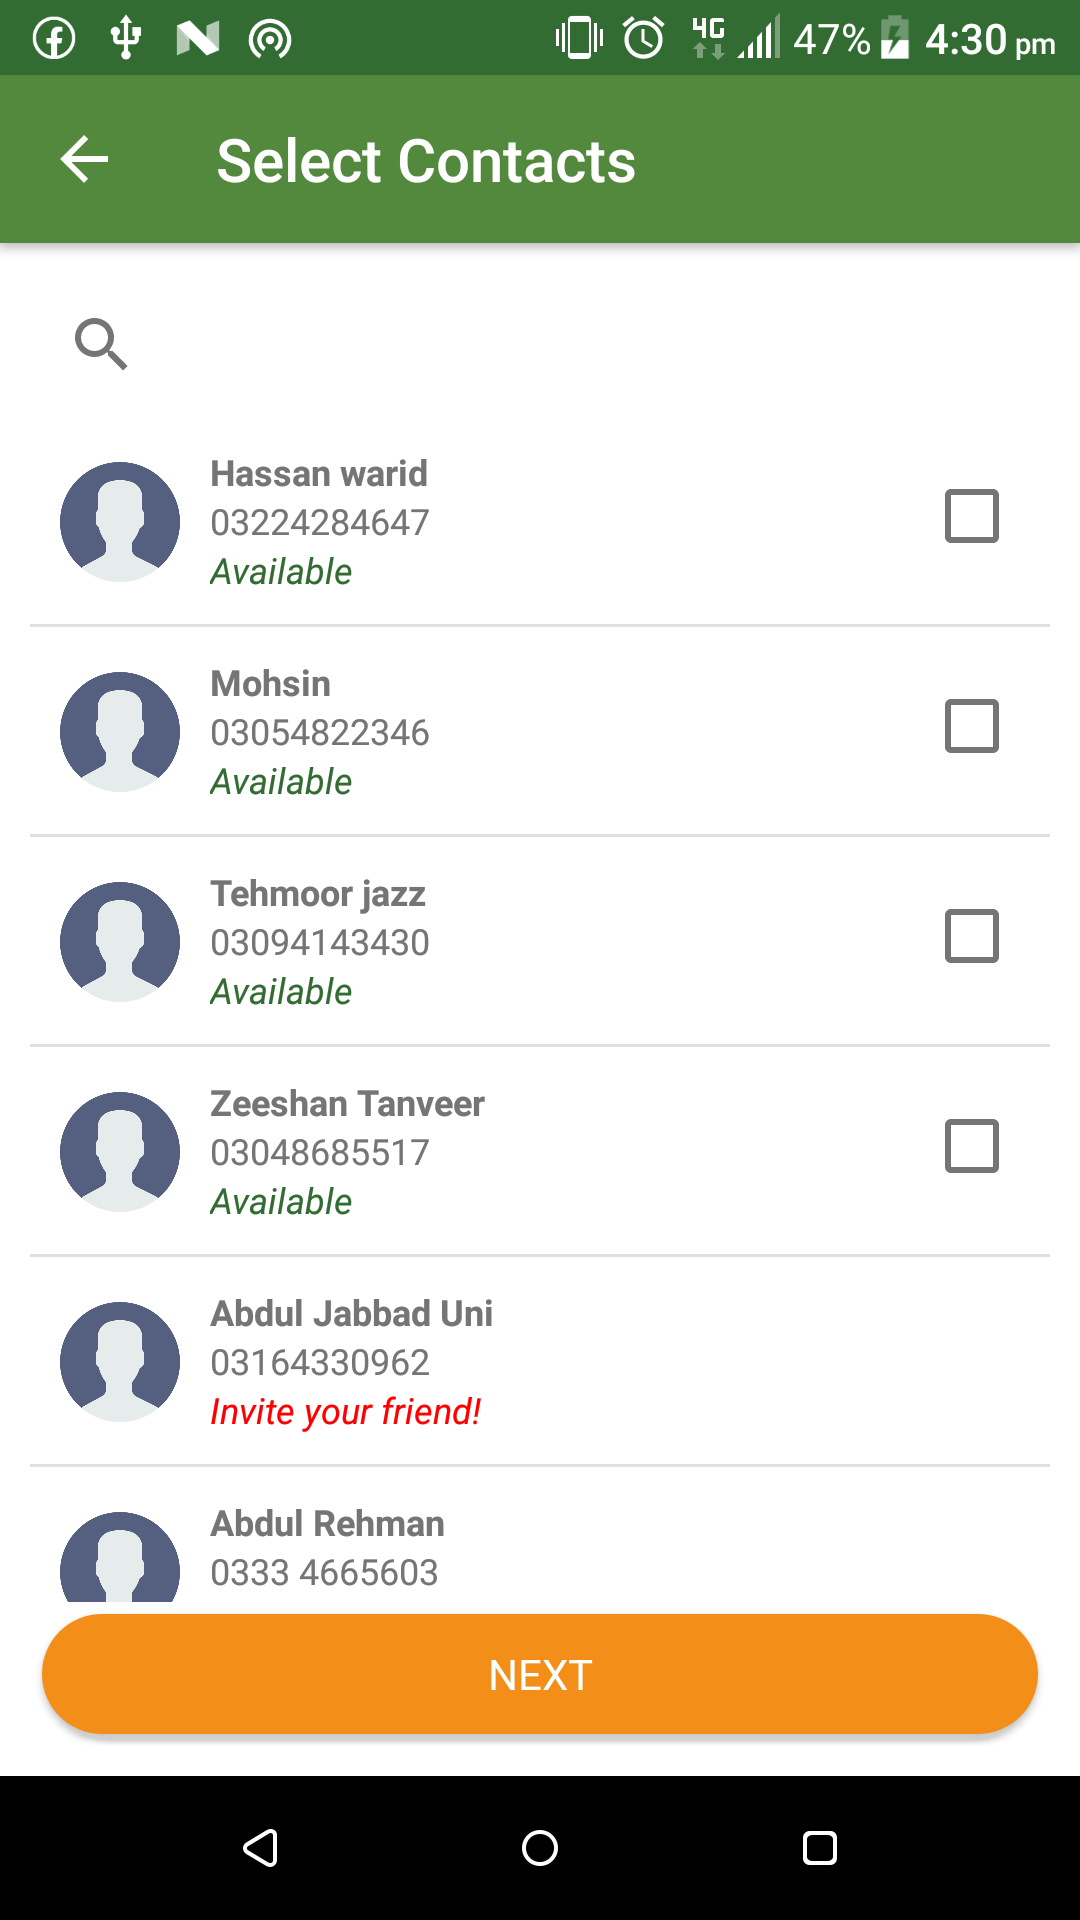 4G 47% 4:30 pm
Select Contacts
Hassan warid
03224284647
Available
Mohsin
03054822346
Available
Tehmoor jazz
03094143430
Available
Zeeshan Tanveer
03048685517
Available
Abdul Jabbad Uni
03164330962
Invite your friend!
Abdul Rehman
0333 4665603
NEXT